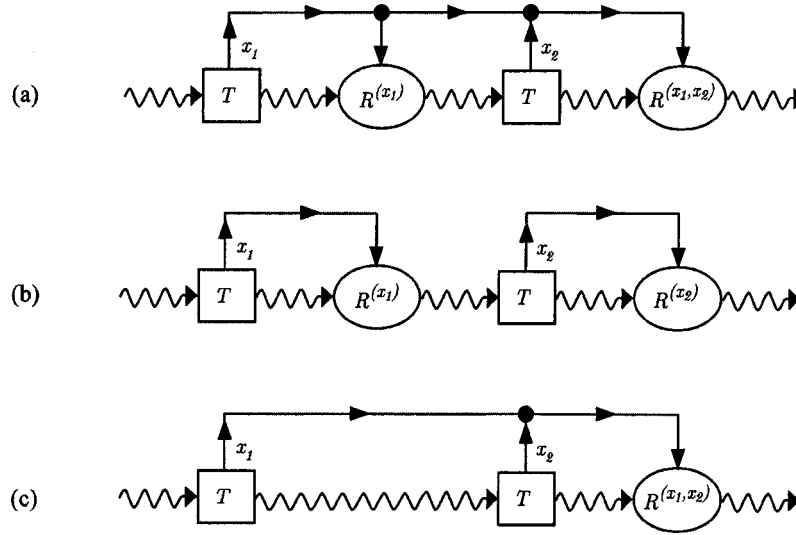 x₁ x₂
(a) T R^(x₁) T R^(x₁,x₂)
x₁ x₂
(b) T R^(x₁) T R^(x₂)
x₁ x₂
(c) T T R^(x₁,x₂)